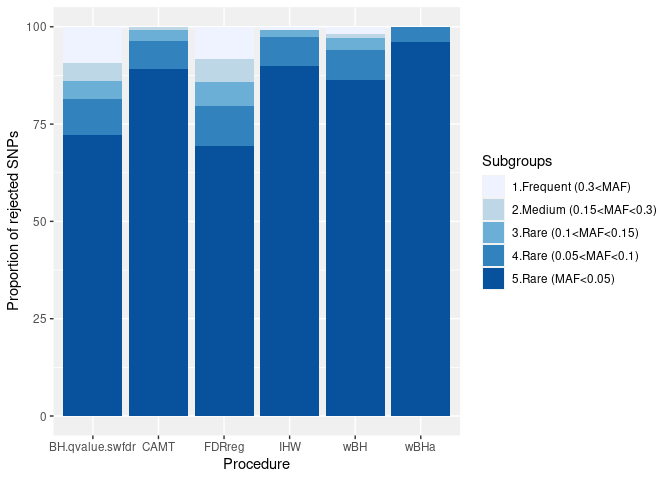 100
75
50
25
0
Proportion of rejected SNPs
BH.qvalue.swfdr CAMT FDRreg IHW wBH wBHa
Procedure
Subgroups
1.Frequent (0.3<MAF)
2.Medium (0.15<MAF<0.3)
3.Rare (0.1<MAF<0.15)
4.Rare (0.05<MAF<0.1)
5.Rare (MAF<0.05)